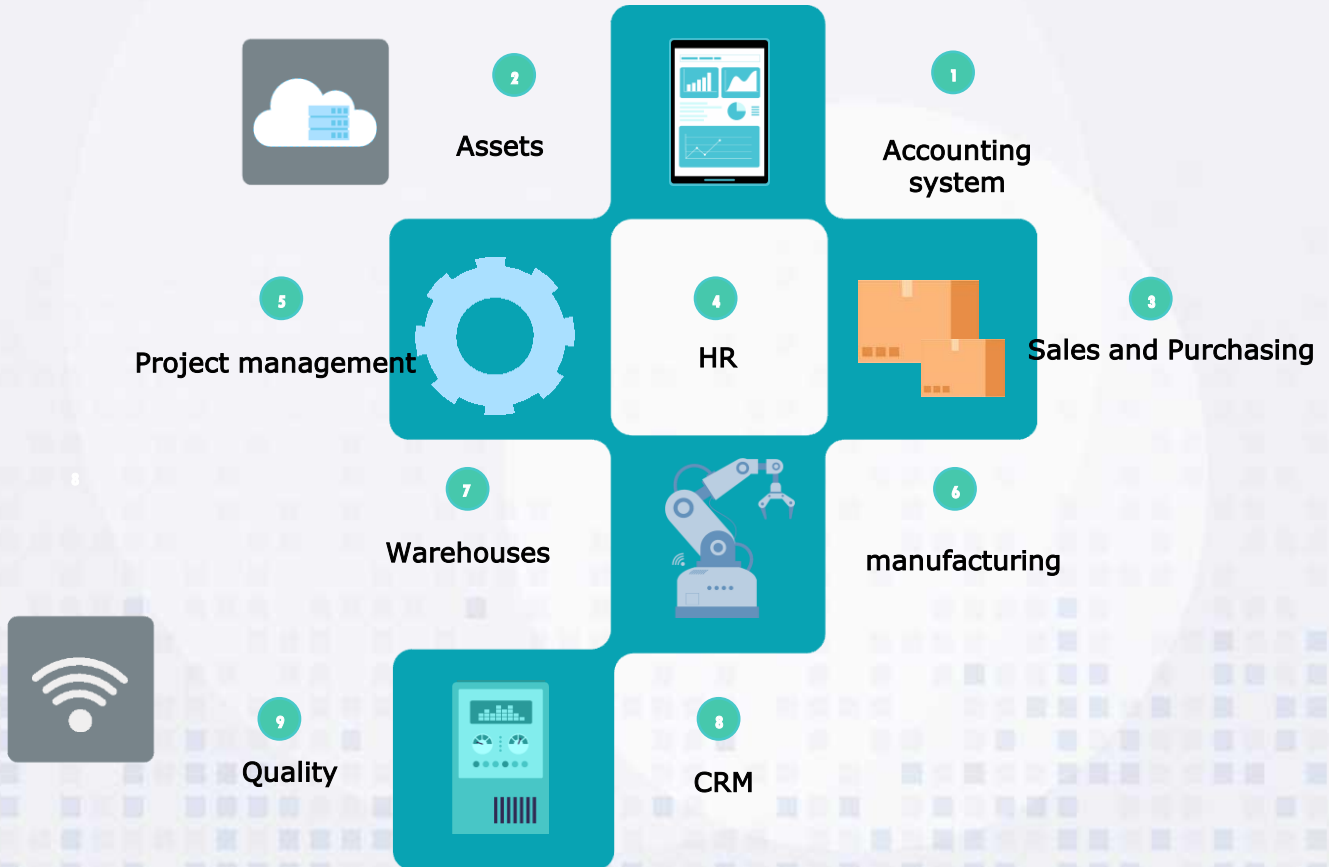 1
Accounting
system
2
Assets
3
Sales and Purchasing
4
HR
5
Project management
6
manufacturing
7
Warehouses
8
CRM
9
Quality
8